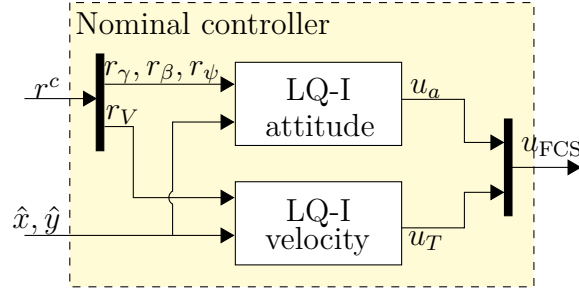 Nominal controller
r^c
r_γ, r_β, r_ψ
r_V
LQ-I
attitude
u_a
u_FCS
x̂, ŷ
LQ-I
velocity
u_T